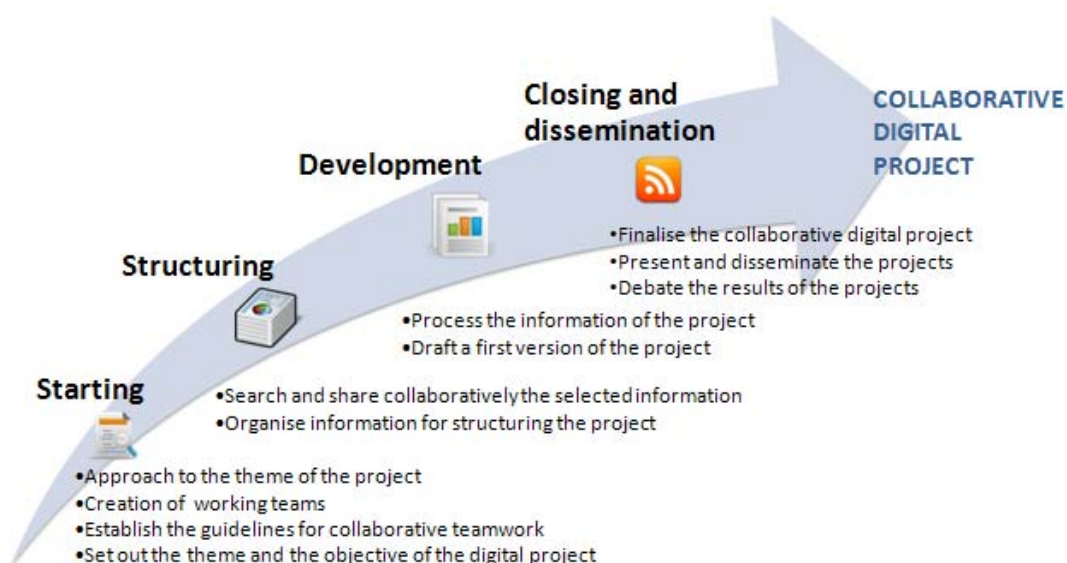 Closing and
dissemination
COLLABORATIVE
DIGITAL
PROJECT
Development
•Finalise the collaborative digital project
•Present and disseminate the projects
•Debate the results of the projects
Structuring
•Process the information of the project
•Draft a first version of the project
Starting
•Search and share collaboratively the selected information
•Organise information for structuring the project
•Approach to the theme of the project
•Creation of working teams
•Establish the guidelines for collaborative teamwork
•Set out the theme and the objective of the digital project